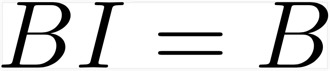 BI = B